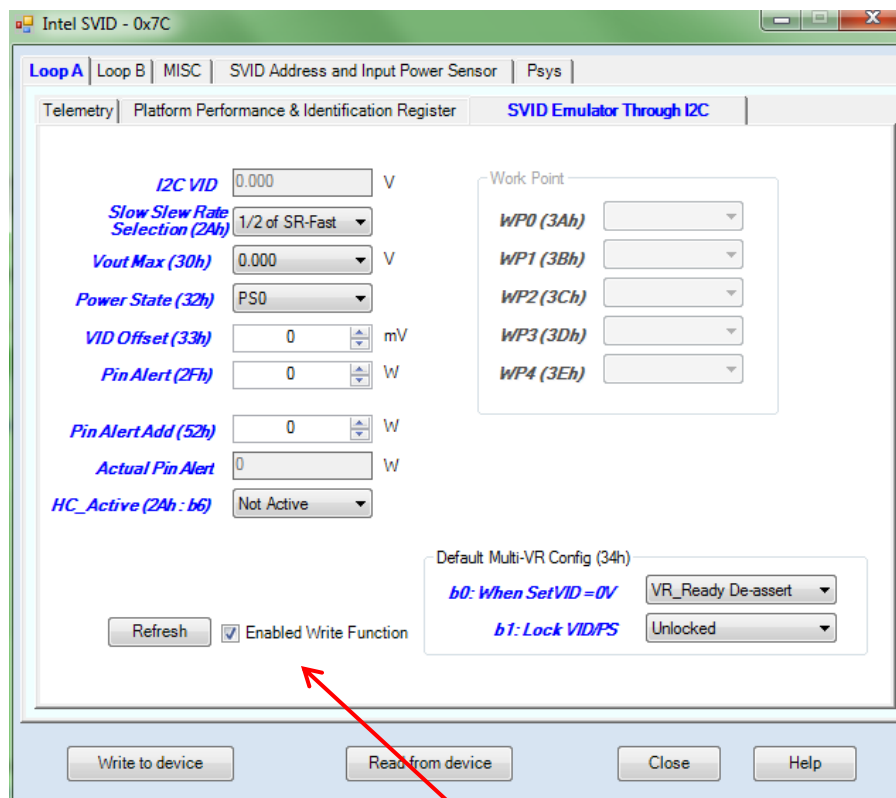 Intel SVID - 0x7C
Loop A Loop B MISC SVID Address and Input Power Sensor Psys
Telemetry Platform Performance & Identification Register SVID Emulator Through I2C
I2C VID 0.000 V
Slow Slew Rate
Selection (2Ah) 1/2 of SR-Fast
Vout Max (30h) 0.000 V
Power State (32h) PS0
VID Offset (33h) 0 mV
Pin Alert (2Fh) 0 W
Pin Alert Add (52h) 0 W
Actual Pin Alert 0 W
HC_Active (2Ah : b6) Not Active
Work Point
WP0 (3Ah)
WP1 (3Bh)
WP2 (3Ch)
WP3 (3Dh)
WP4 (3Eh)
Default Multi-VR Config (34h)
b0: When SetVID =0V VR_Ready De-assert
b1: Lock VID/PS Unlocked
Refresh Enabled Write Function
Write to device Read from device Close Help